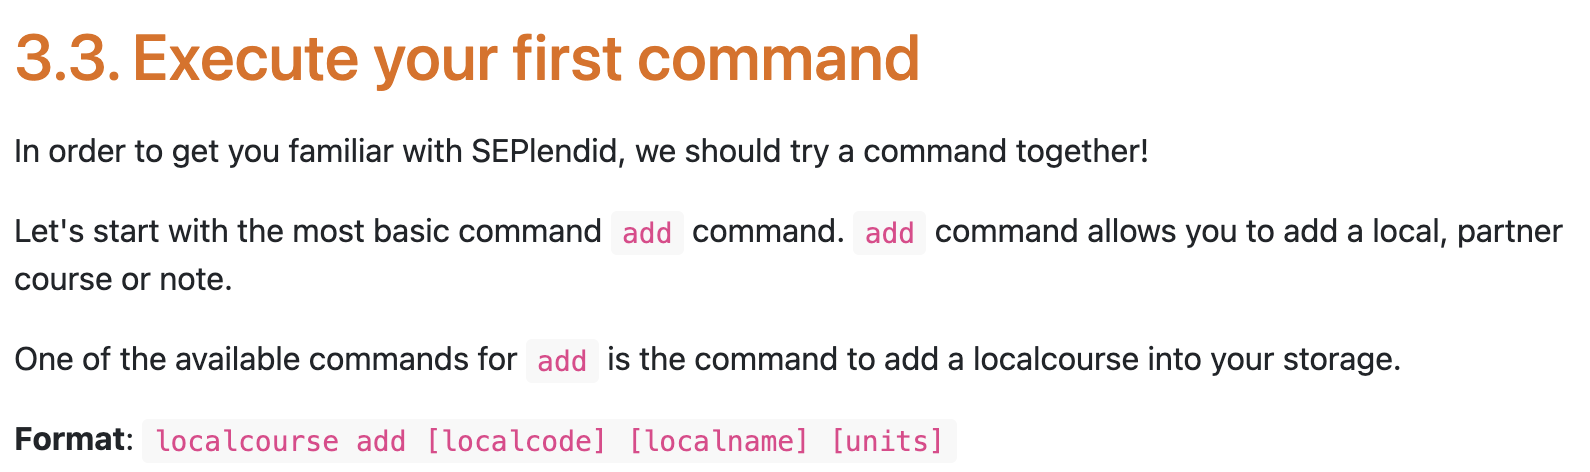 3.3. Execute your first command
In order to get you familiar with SEPlendid, we should try a command together!
Let's start with the most basic command add command. add command allows you to add a local, partner
course or note.
One of the available commands for add is the command to add a localcourse into your storage.
Format: localcourse add [localcode] [localname] [units]